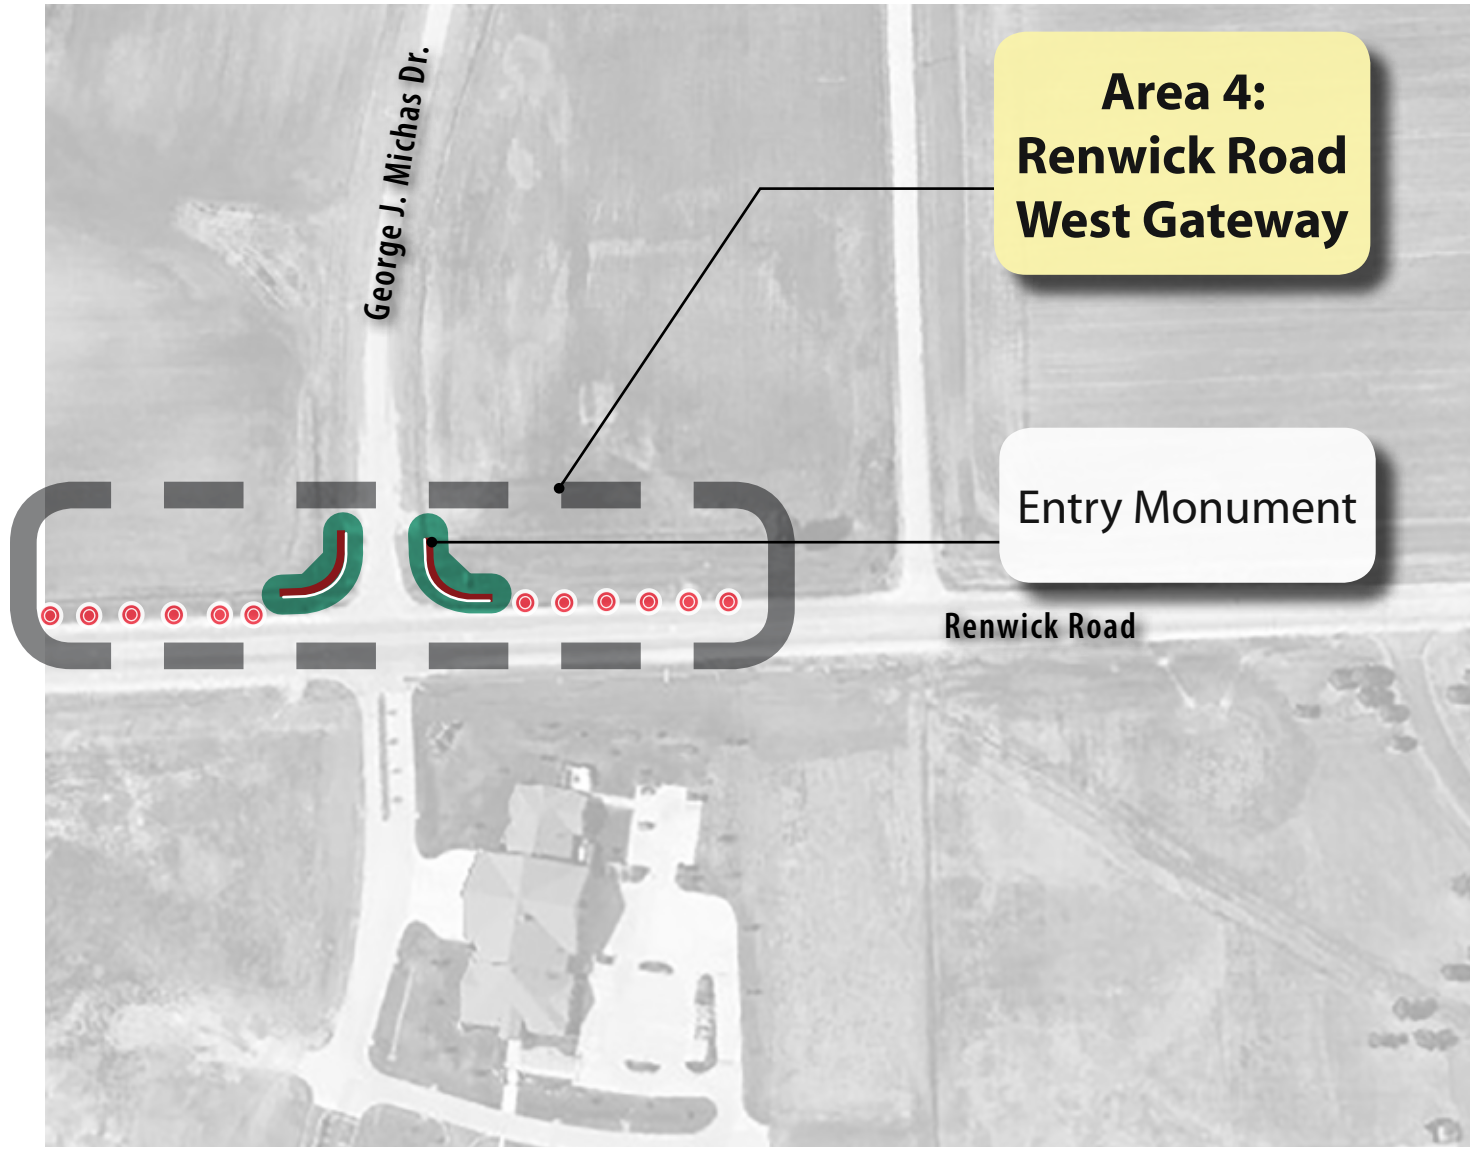 George J. Michas Dr.
Area 4:
Renwick Road
West Gateway
Entry Monument
Renwick Road